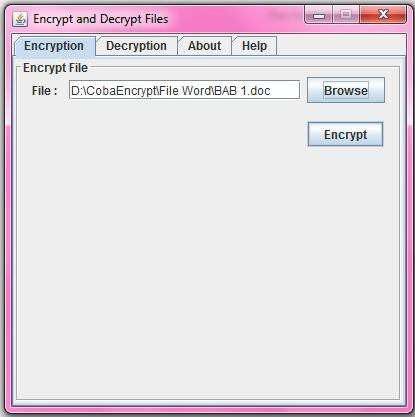 Encrypt and Decrypt Files
Encryption Decryption About Help
Encrypt File
File : D:\CobaEncrypt\File Word\BAB 1.doc Browse
Encrypt